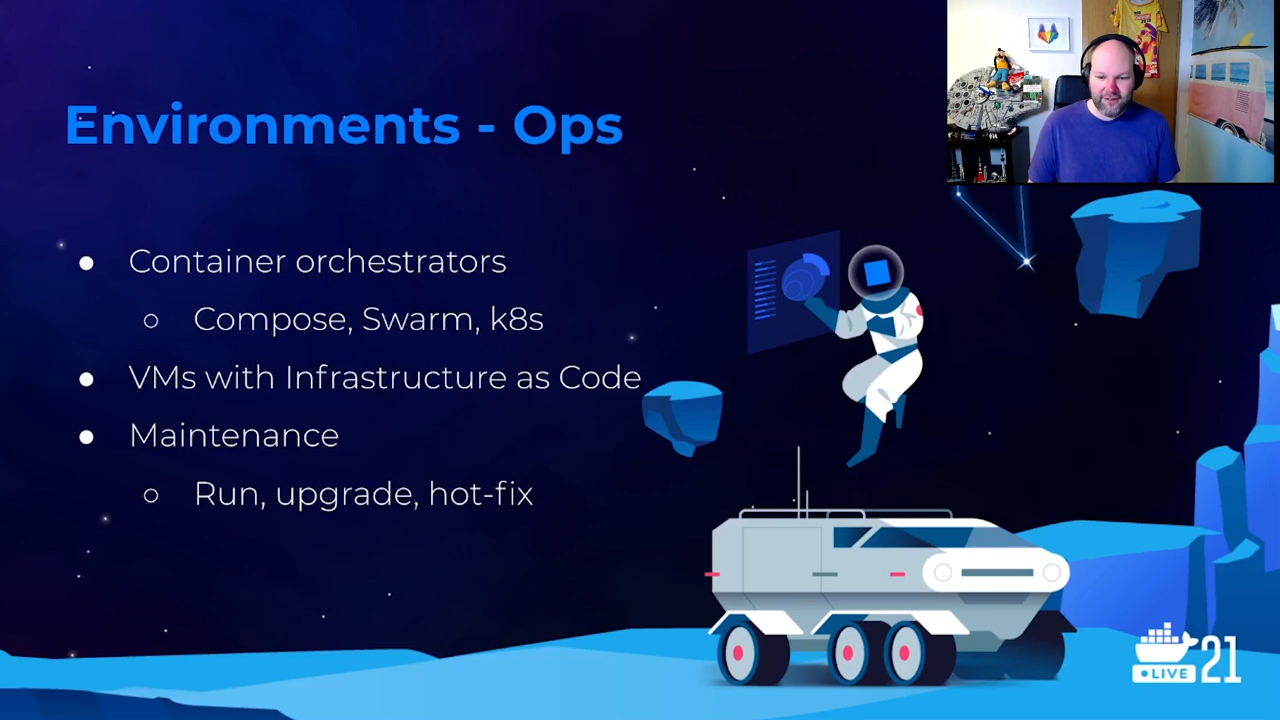 Environments - Ops
● Container orchestrators
○ Compose, Swarm, k8s
● VMs with Infrastructure as Code
● Maintenance
○ Run, upgrade, hot-fix
LIVE 21